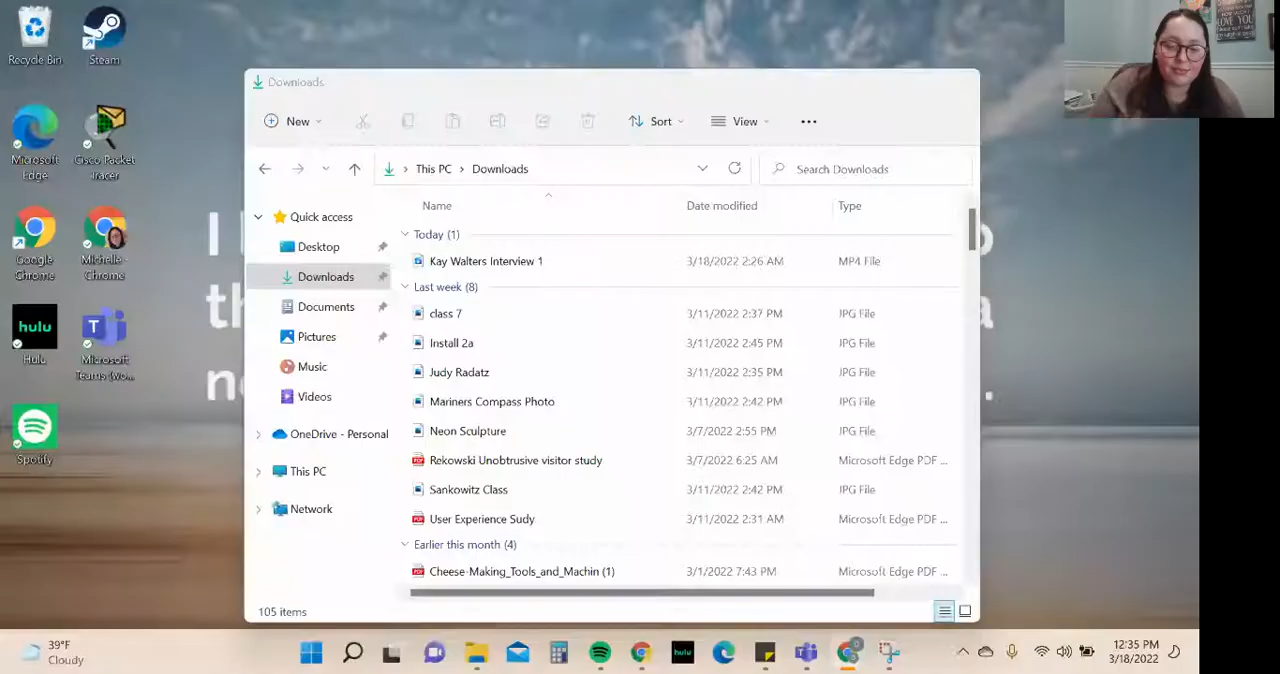 Recycle Bin
Steam
Microsoft Edge
Cisco Packet Tracer
Google Chrome
Michelle - Chrome
hulu
Hulu
Microsoft Teams (wo...
Spotify
Downloads
New
Sort
View
This PC
Downloads
Search Downloads
Name
Date modified
Type
Quick access
Desktop
Downloads
Documents
Pictures
Music
Videos
OneDrive - Personal
This PC
Network
Today (1)
Kay Walters Interview 1 3/18/2022 2:26 AM MP4 File
Last week (8)
class 7 3/11/2022 2:37 PM JPG File
Install 2a 3/11/2022 2:45 PM JPG File
Judy Radatz 3/11/2022 2:35 PM JPG File
Mariners Compass Photo 3/11/2022 2:42 PM JPG File
Neon Sculpture 3/7/2022 2:55 PM JPG File
Rekowski Unobtrusive visitor study 3/7/2022 6:25 AM Microsoft Edge PDF ...
Sankowitz Class 3/11/2022 2:42 PM JPG File
User Experience Sudy 3/11/2022 2:31 AM Microsoft Edge PDF ...
Earlier this month (4)
Cheese-Making_Tools_and_Machin (1) 3/1/2022 7:43 PM Microsoft Edge PDF ...
105 items
39°F
Cloudy
hulu
12:35 PM
3/18/2022
LOVE YOU